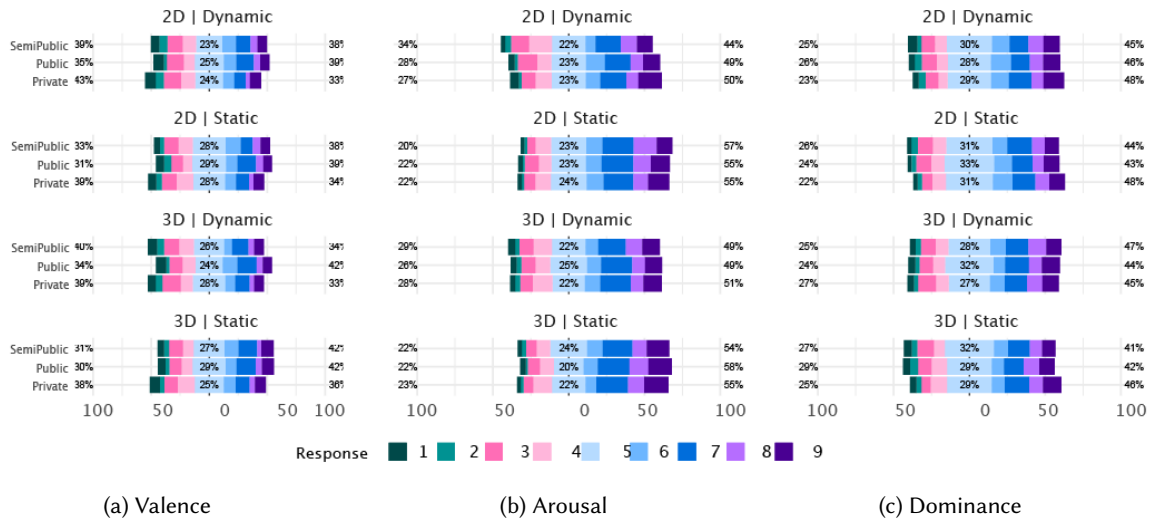 2D | Dynamic 2D | Dynamic 2D | Dynamic
SemiPublic 39% 23% 38% 34% 22% 44% 25% 30% 45%
Public 35% 25% 39% 28% 23% 49% 26% 28% 46%
Private 43% 24% 33% 27% 23% 50% 23% 29% 48%
2D | Static 2D | Static 2D | Static
SemiPublic 33% 28% 38% 20% 23% 57% 26% 31% 44%
Public 31% 29% 39% 22% 23% 55% 24% 33% 43%
Private 39% 28% 34% 22% 24% 55% 22% 31% 48%
3D | Dynamic 3D | Dynamic 3D | Dynamic
SemiPublic 40% 26% 34% 29% 22% 49% 25% 28% 47%
Public 34% 24% 42% 26% 25% 49% 24% 32% 44%
Private 39% 28% 33% 28% 22% 51% 27% 27% 45%
3D | Static 3D | Static 3D | Static
SemiPublic 31% 27% 42% 22% 24% 54% 27% 32% 41%
Public 30% 29% 42% 22% 20% 58% 29% 29% 42%
Private 38% 25% 36% 23% 22% 55% 25% 29% 46%
100 50 0 50 100 100 50 0 50 100 100 50 0 50 100
Response 1 2 3 4 5 6 7 8 9
(a) Valence (b) Arousal (c) Dominance